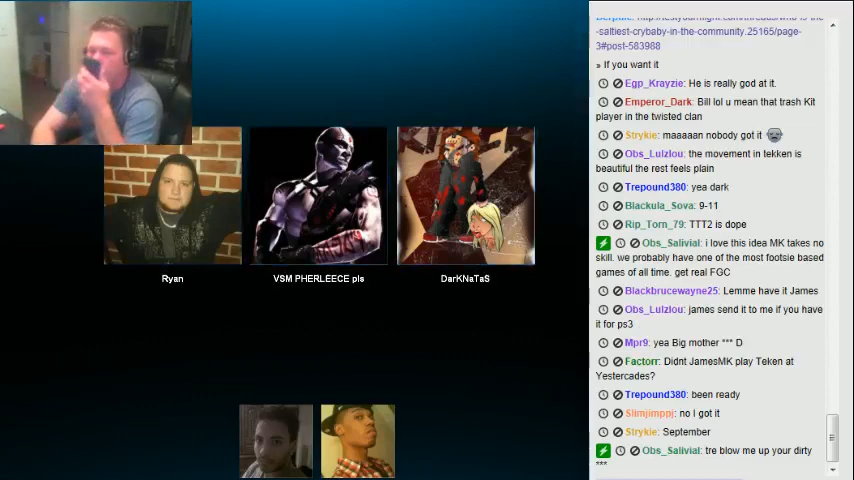 http://testyourmight.com/threads/who-is-the
-saltiest-crybaby-in-the-community.25165/page-
3#post-583988
» If you want it
Egp_Krayzie: He is really god at it.
Emperor_Dark: Bill lol u mean that trash Kit
player in the twisted clan
Strykie: maaaaan nobody got it
Obs_Lulzlou: the movement in tekken is
beautiful the rest feels plain
Trepound380: yea dark
Blackula_Sova: 9-11
Rip_Torn_79: TTT2 is dope
Obs_Salivial: i love this idea MK takes no
skill. we probably have one of the most footsie based
games of all time. get real FGC
Blackbrucewayne25: Lemme have it James
Obs_Lulzlou: james send it to me if you have
it for ps3
Mpr9: yea Big mother *** D
Factorr: Didnt JamesMK play Teken at
Yestercades?
Trepound380: been ready
Slimjimppj: no I got it
Strykie: September
Obs_Salivial: tre blow me up your dirty
***
Ryan
VSM PHERLEECE pls
DarKNaTaS